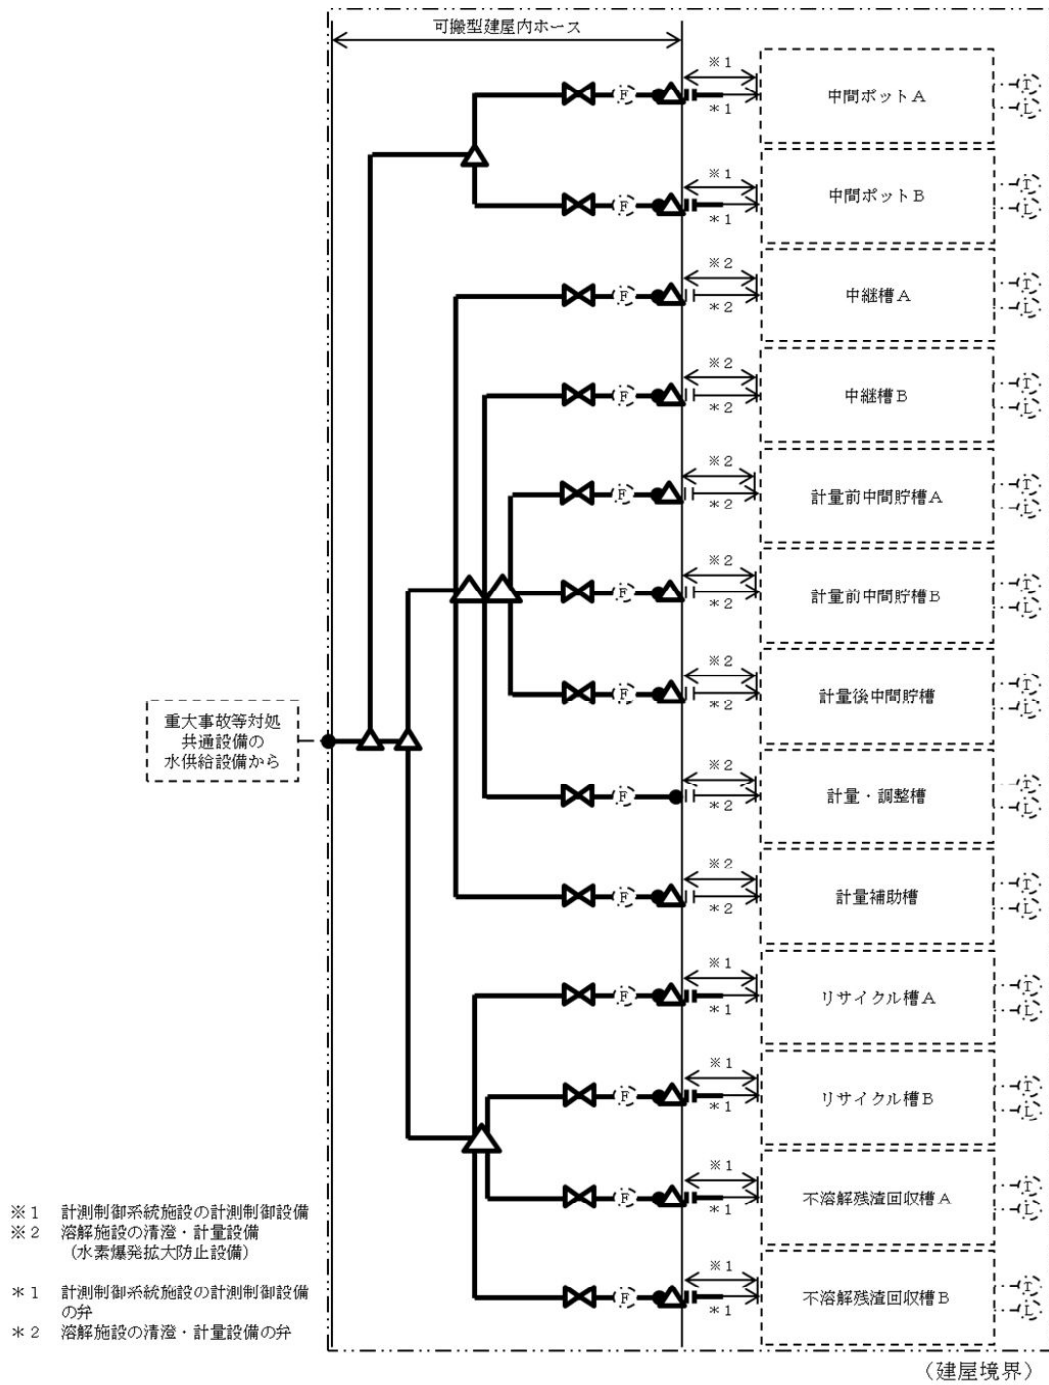 可搬型建屋内ホース
※1
F
*1
中間ポットA
T
L
※1
F
*1
中間ポットB
T
L
※2
F
*2
中継槽A
T
L
※2
F
*2
中継槽B
T
L
※2
F
*2
計量前中間貯槽A
T
L
※2
F
*2
計量前中間貯槽B
T
L
※2
F
*2
計量後中間貯槽
T
L
重大事故等対処
共通設備の
水供給設備から
※2
F
*2
計量・調整槽
T
L
※2
F
*2
計量補助槽
T
L
※1
F
*1
リサイクル槽A
T
L
※1
F
*1
リサイクル槽B
T
L
※1
F
*1
不溶解残渣回収槽A
T
L
※1
F
*1
不溶解残渣回収槽B
T
L
※1 計測制御系統施設の計測制御設備
※2 溶解施設の清澄・計量設備
(水素爆発拡大防止設備)
*1 計測制御系統施設の計測制御設備
の弁
*2 溶解施設の清澄・計量設備の弁
(建屋境界)